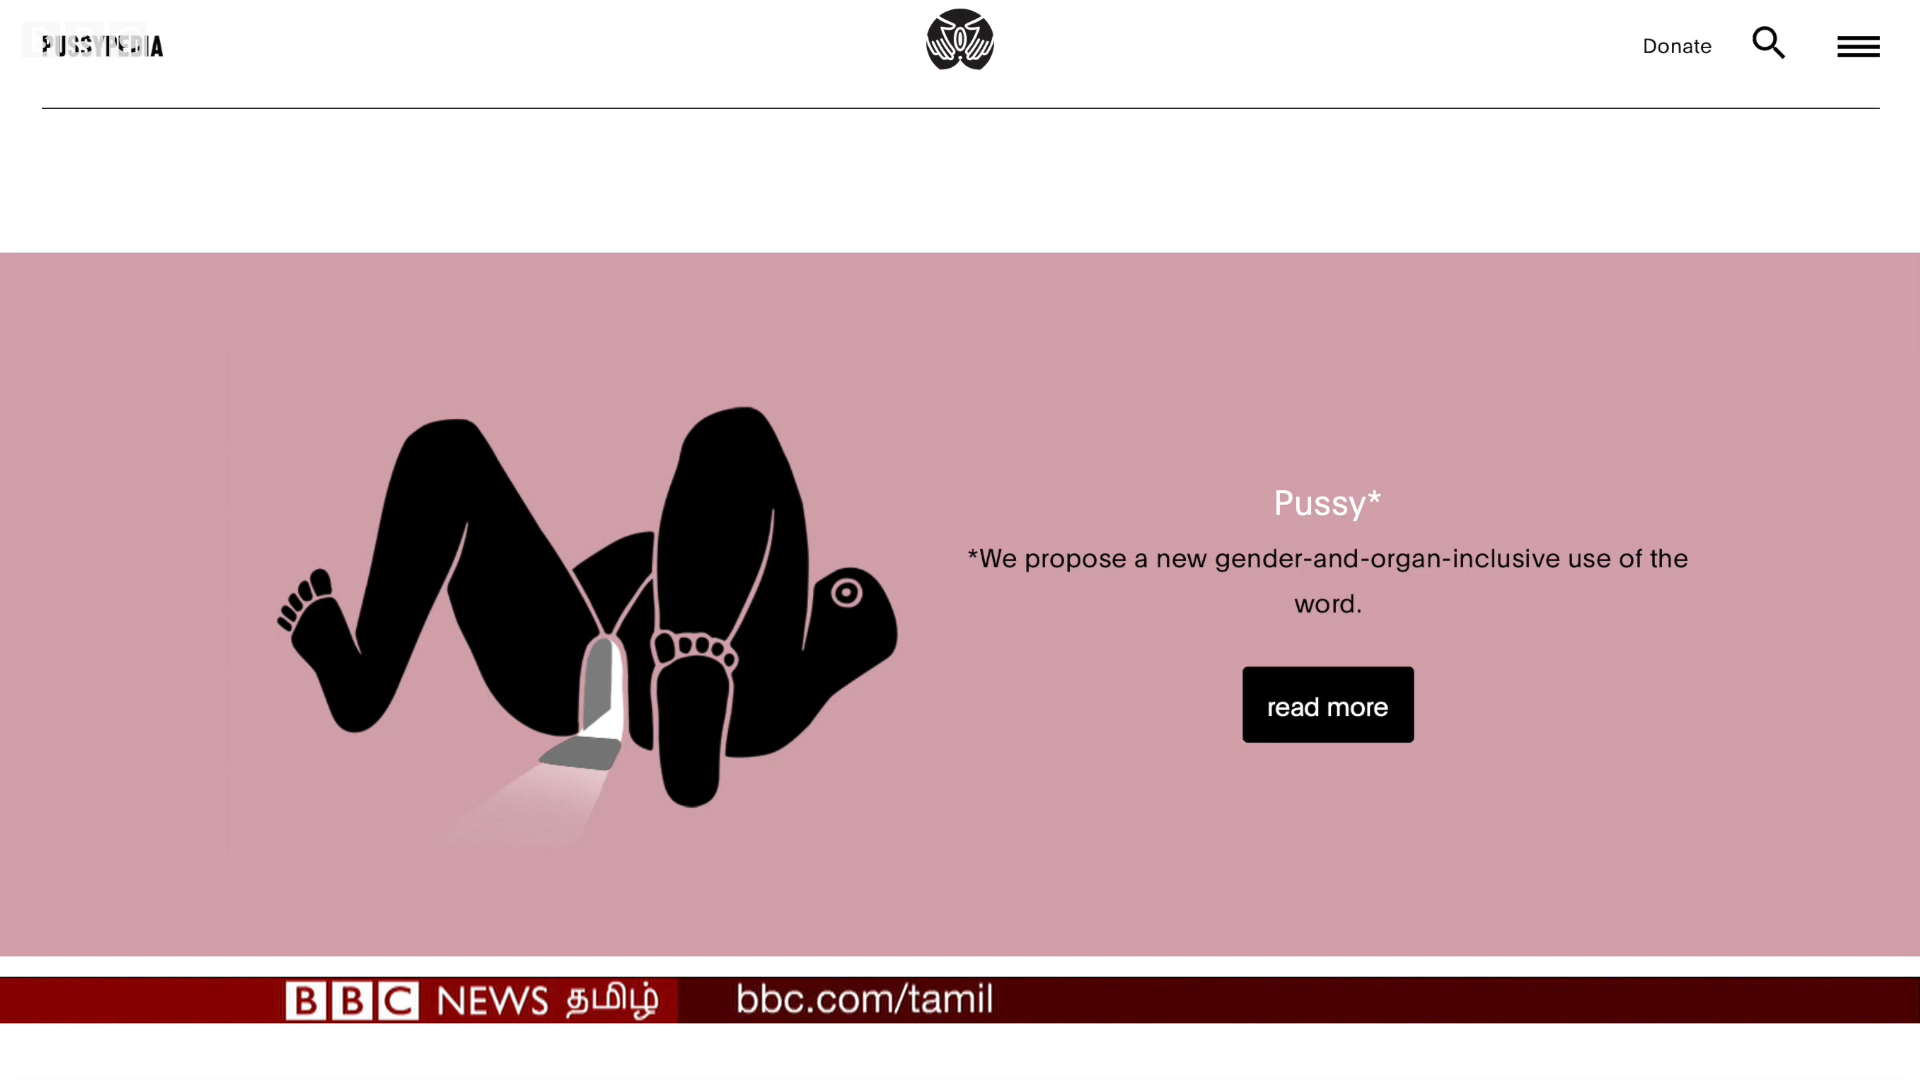 PUSSYPEDIA
Donate
Pussy*
*We propose a new gender-and-organ-inclusive use of the
word.
read more
BBC NEWS தமிழ்
bbc.com/tamil